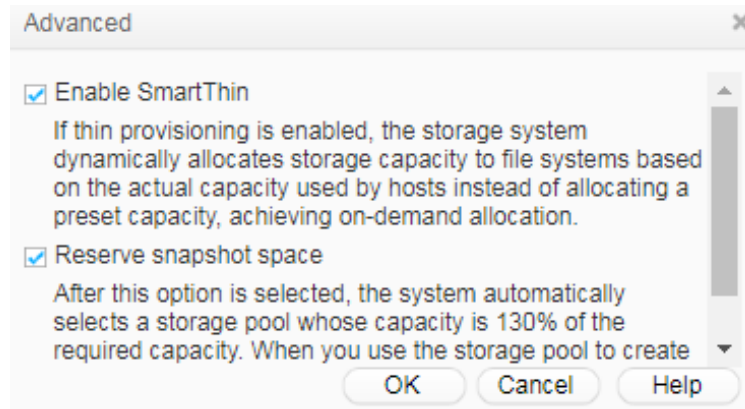 Advanced
Enable SmartThin
If thin provisioning is enabled, the storage system
dynamically allocates storage capacity to file systems based
on the actual capacity used by hosts instead of allocating a
preset capacity, achieving on-demand allocation.
Reserve snapshot space
After this option is selected, the system automatically
selects a storage pool whose capacity is 130% of the
required capacity. When you use the storage pool to create
OK Cancel Help